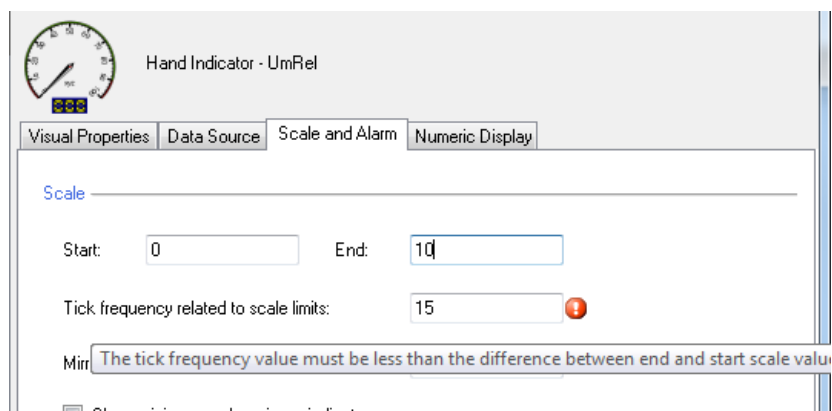 Hand Indicator - UmRel
Visual Properties
Data Source
Scale and Alarm
Numeric Display
Scale
Start:
0
End:
10
Tick frequency related to scale limits:
15
Mirr
The tick frequency value must be less than the difference between end and start scale valu